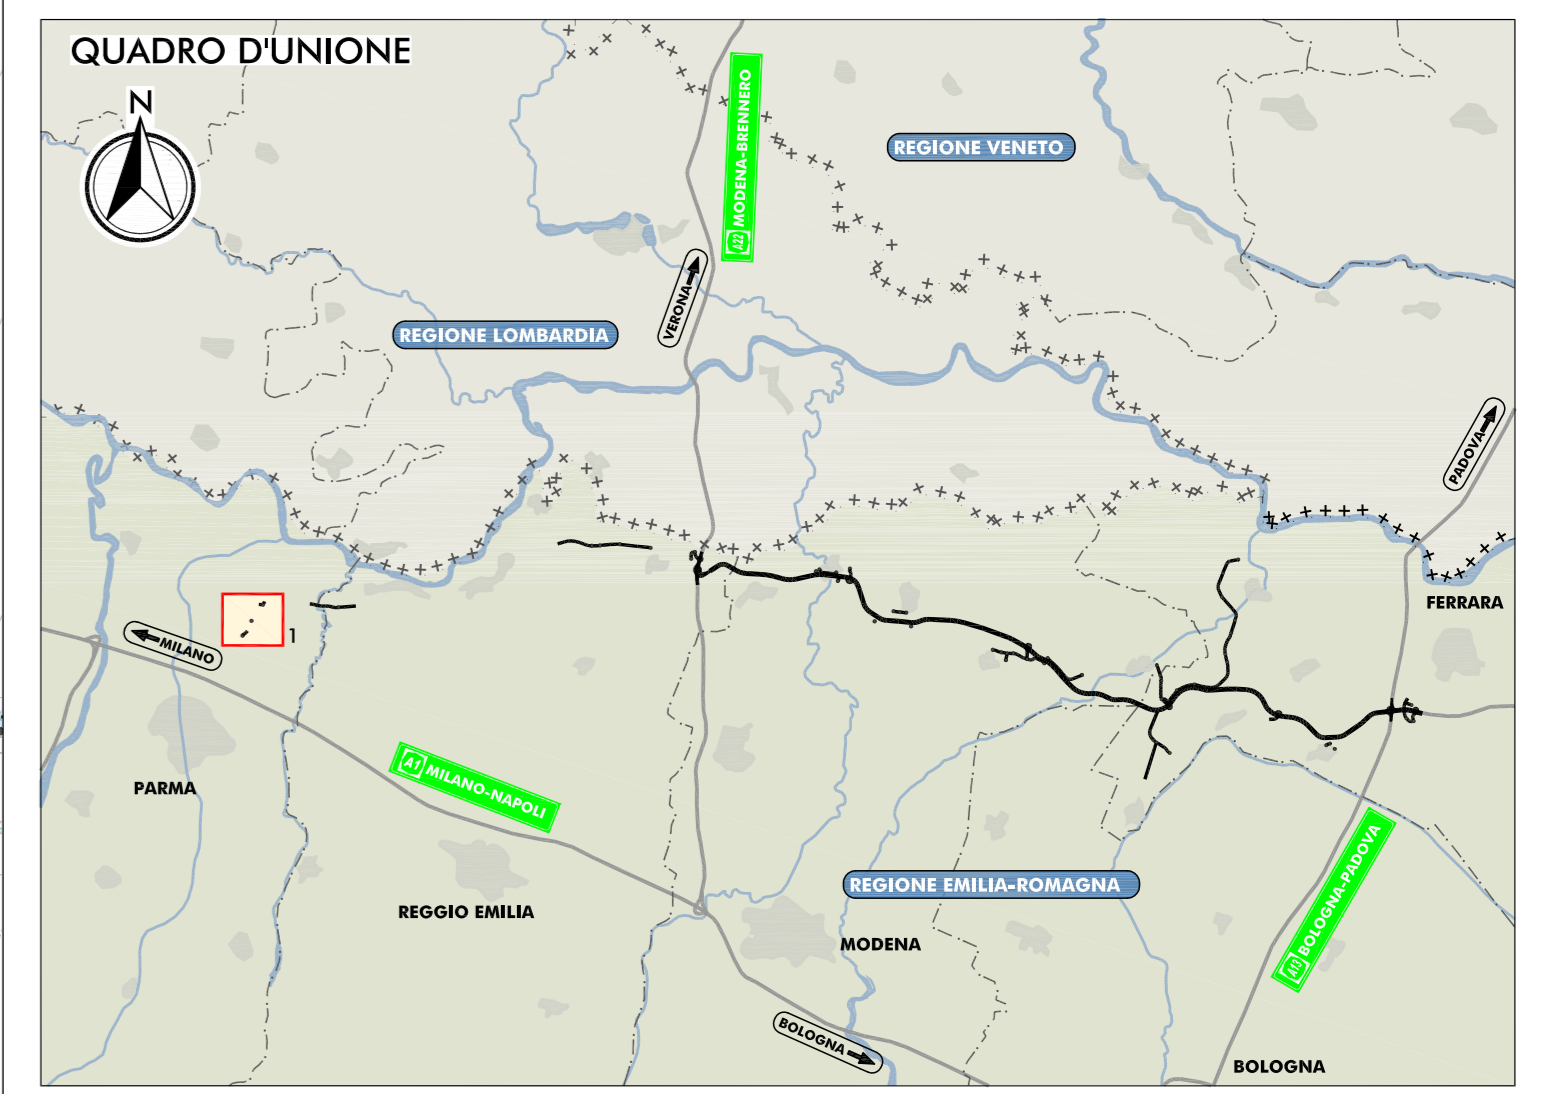 QUADRO D'UNIONE
N
A22 MODENA-BRENNERO
REGIONE VENETO
VERONA
REGIONE LOMBARDIA
PADOVA
FERRARA
1
MILANO
PARMA
A1 MILANO-NAPOLI
REGIONE EMILIA-ROMAGNA
A13 BOLOGNA-PADOVA
REGGIO EMILIA
MODENA
BOLOGNA
BOLOGNA